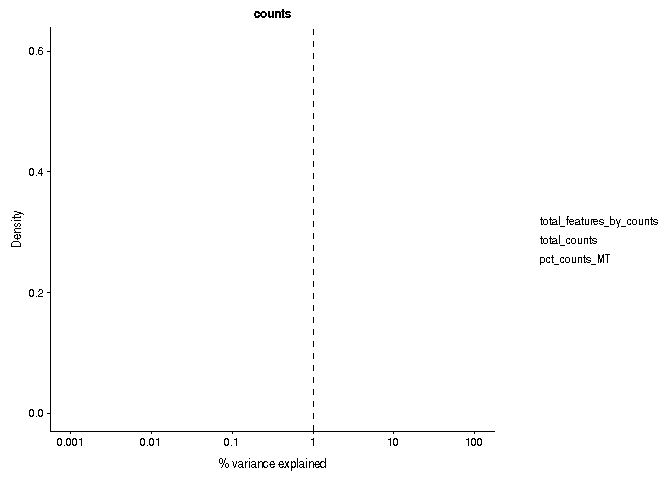 counts
0.6
0.4
0.2
0.0
Density
0.001 0.01 0.1 1 10 100
% variance explained
total_features_by_counts
total_counts
pct_counts_MT